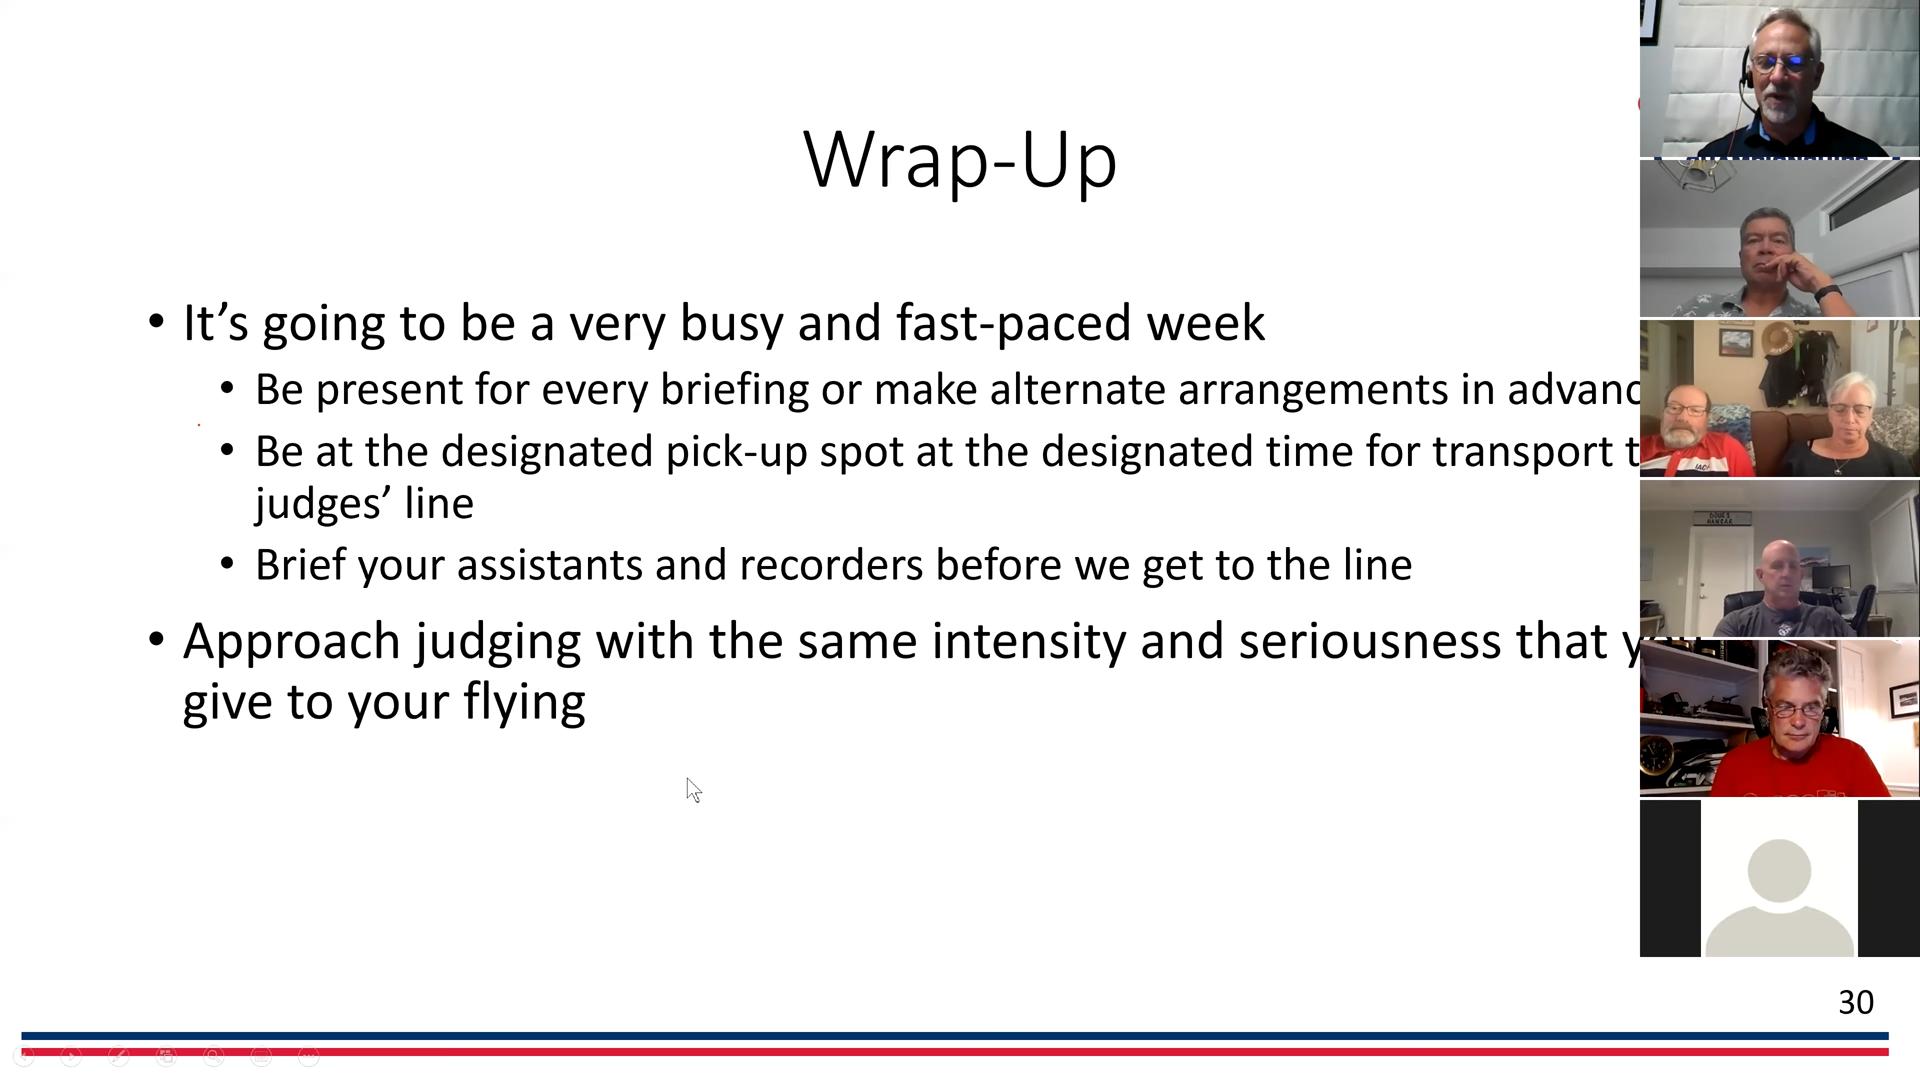 Wrap-Up
• It’s going to be a very busy and fast-paced week
• Be present for every briefing or make alternate arrangements in
• Be at the designated pick-up spot at the designated time for transport
judges’ line
• Brief your assistants and recorders before we get to the line
• Approach judging with the same intensity and seriousness that
give to your flying
DOUG'S
HANGAR
IAC
30